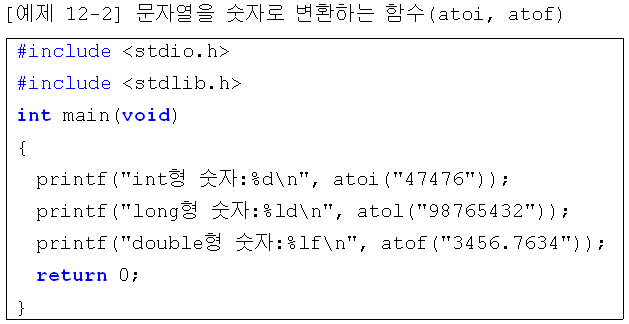 [예제 12-2] 문자열을 숫자로 변환하는 함수(atoi, atof)
#include <stdio.h>
#include <stdlib.h>
int main(void)
{
printf("int형 숫자:%d\n", atoi("47476"));
printf("long형 숫자:%ld\n", atol("98765432"));
printf("double형 숫자:%lf\n", atof("3456.7634"));
return 0;
}